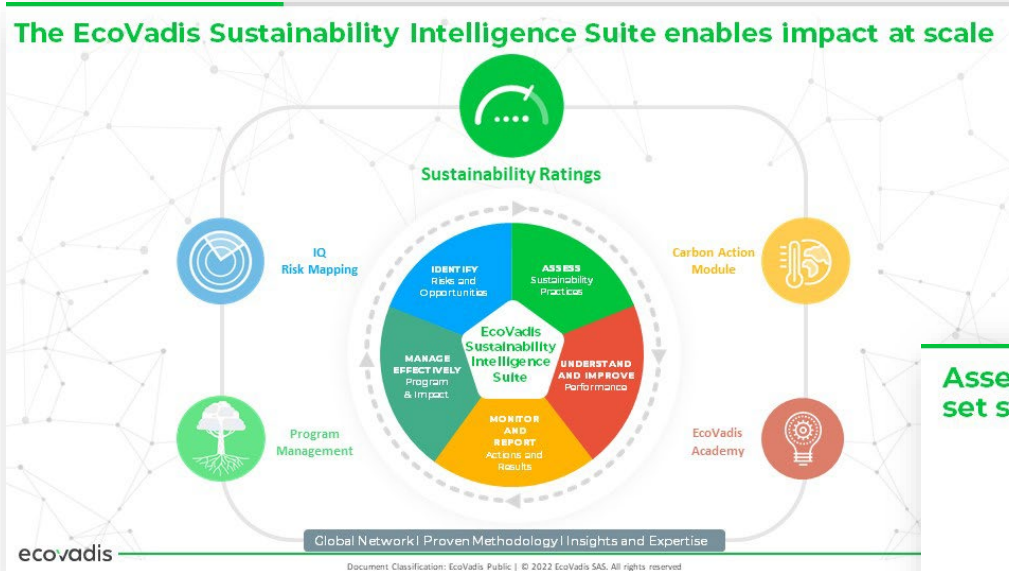 The EcoVadis Sustainability Intelligence Suite enables impact at scale
Sustainability Ratings
IQ
Risk Mapping
Carbon Action
Module
IDENTIFY
Risks and
Opportunities
ASSESS
Sustainability
Practices
EcoVadis
Sustainability
Intelligence
Suite
MANAGE
EFFECTIVELY
Program
& Impact
UNDERSTAND
AND IMPROVE
Performance
MONITOR
AND
REPORT
Actions and
Results
Program
Management
EcoVadis
Academy
Global Network I Proven Methodology I Insights and Expertise
ecovadis
Document Classification: EcoVadis Public | © 2022 EcoVadis SAS. All rights reserved
Asse
set s